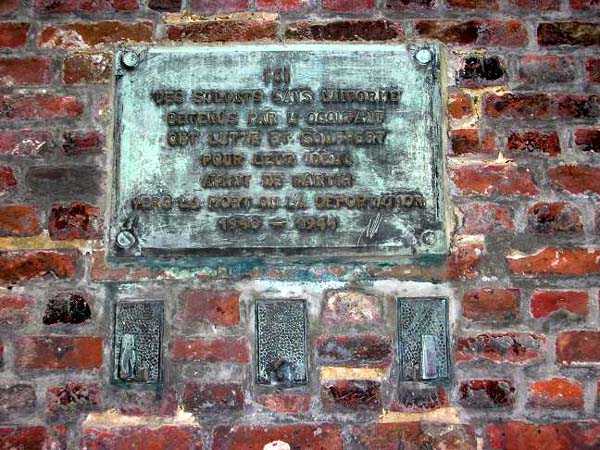 ICI
DES SOLDATS SANS UNIFORME
DETENUS PAR L'OCCUPANT
ONT LUTTE ET SOUFFERT
POUR LEUR IDEAL
AVANT DE PARTIR
VERS LA MORT OU LA DEPORTATION
1940 - 1944